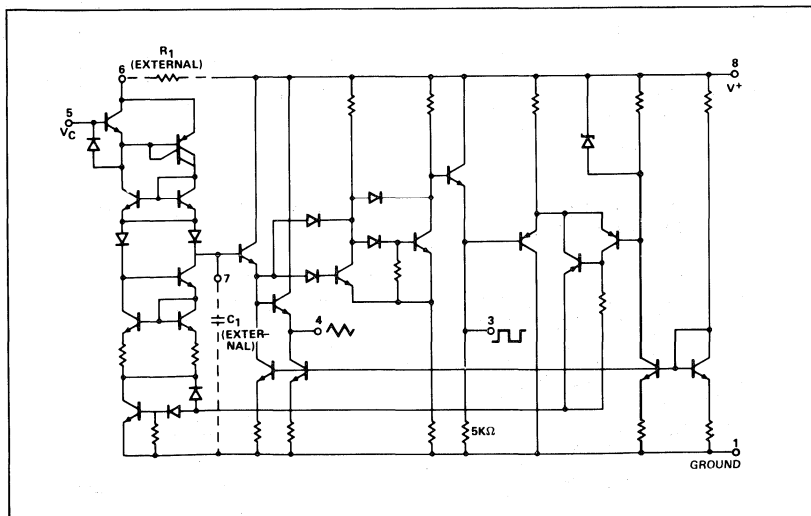 R1
(EXTERNAL)
6
8
V+
5
VC
7
C1
(EXTER-
NAL)
4
3
5KΩ
1
GROUND